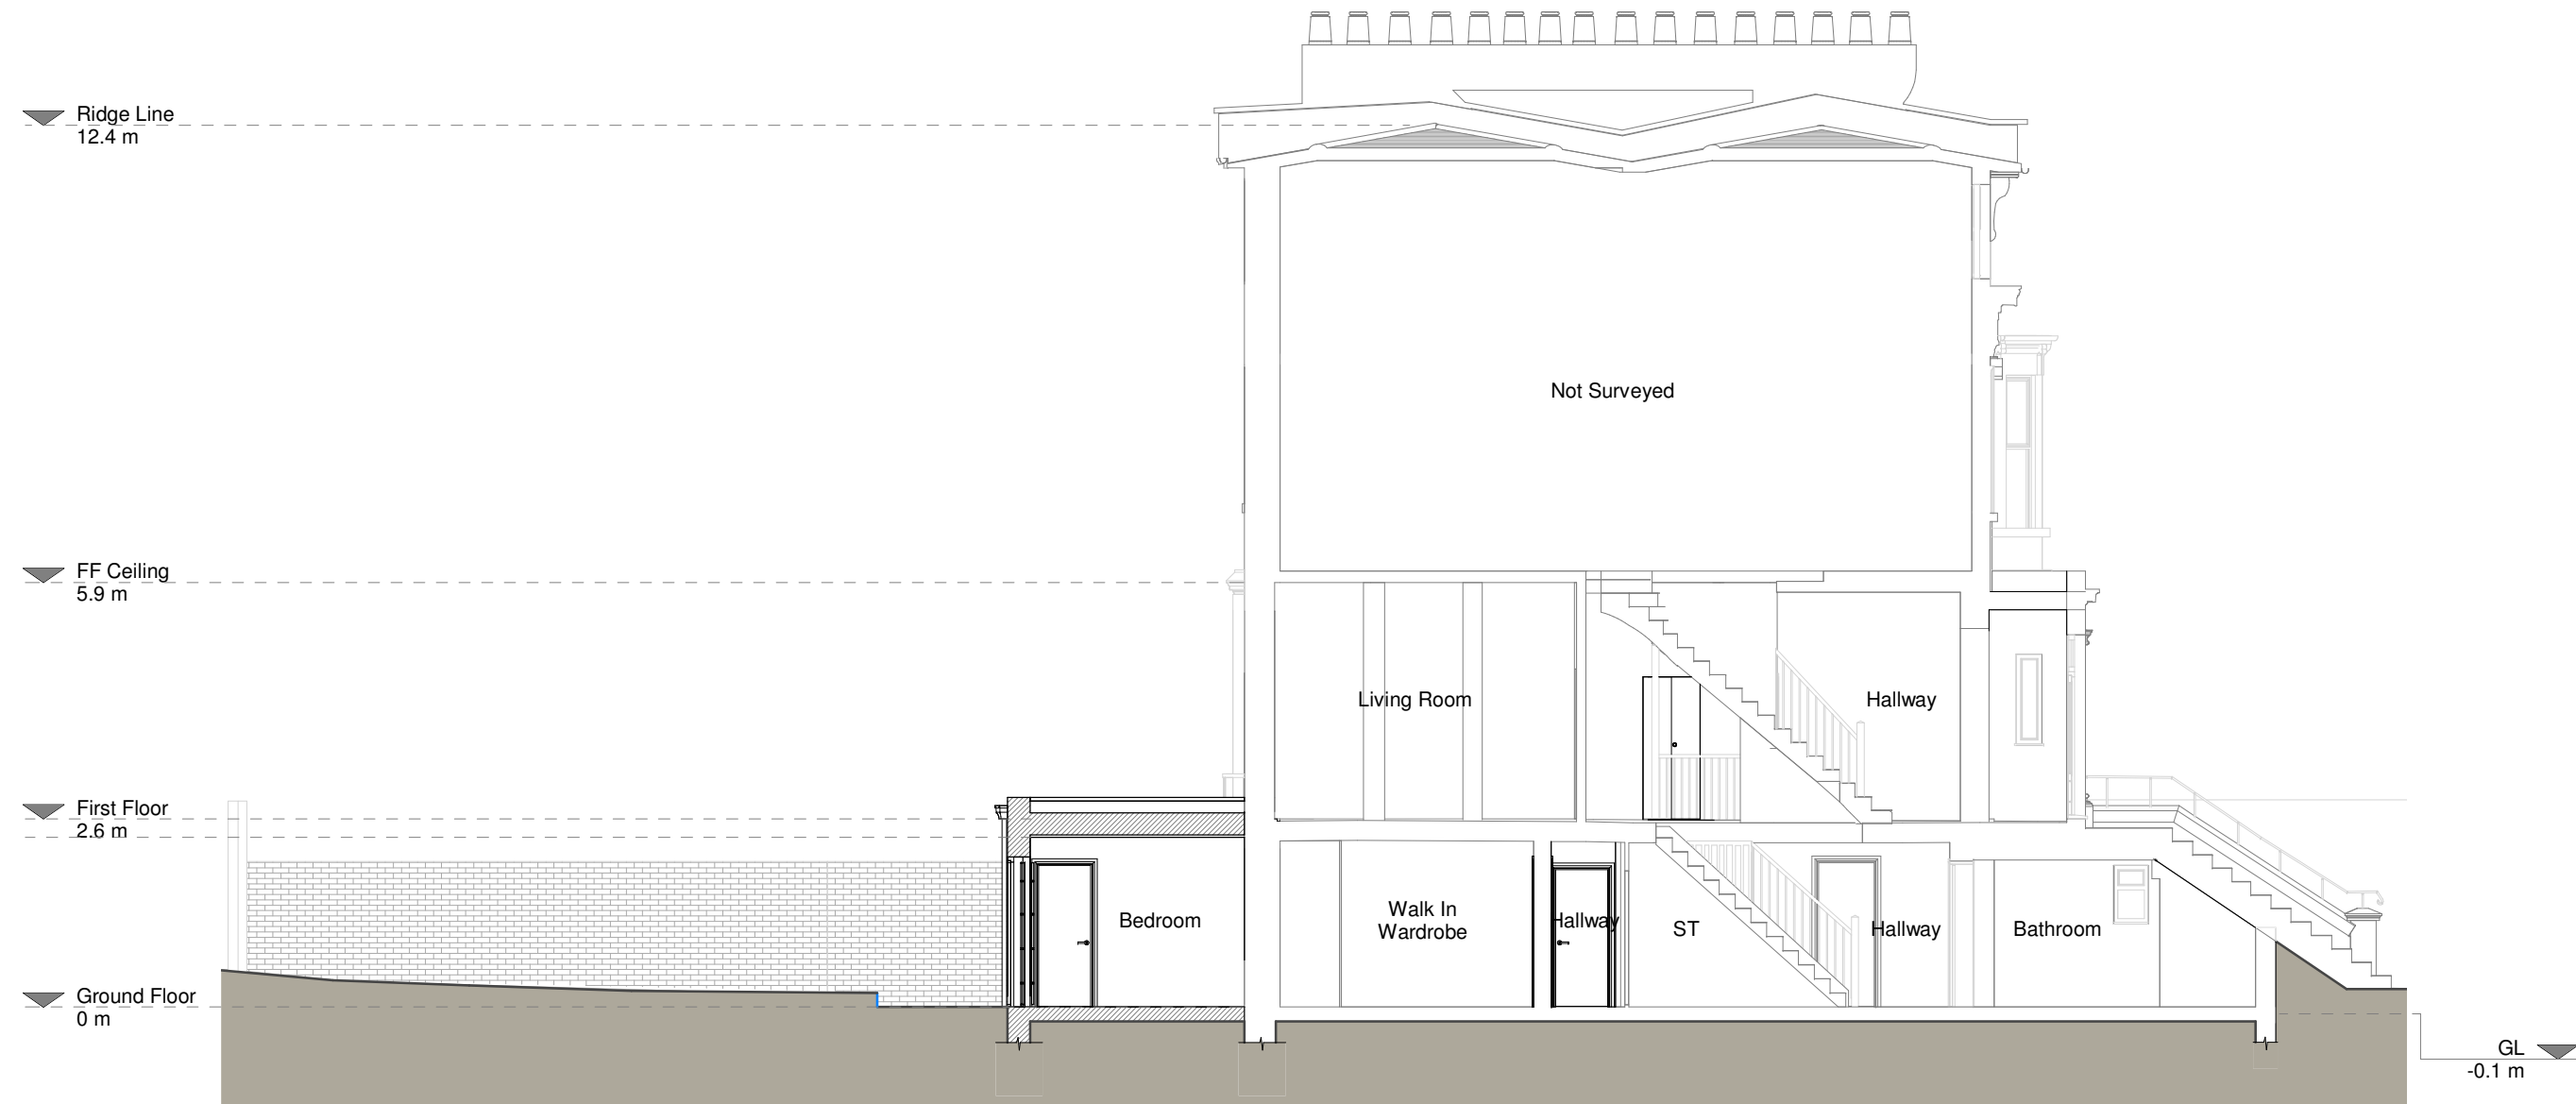 Ridge Line
12.4 m
Not Surveyed
FF Ceiling
5.9 m
Living Room
Hallway
First Floor
2.6 m
Bedroom
Walk In
Wardrobe
Hallway
ST
Hallway
Bathroom
Ground Floor
0 m
GL
-0.1 m